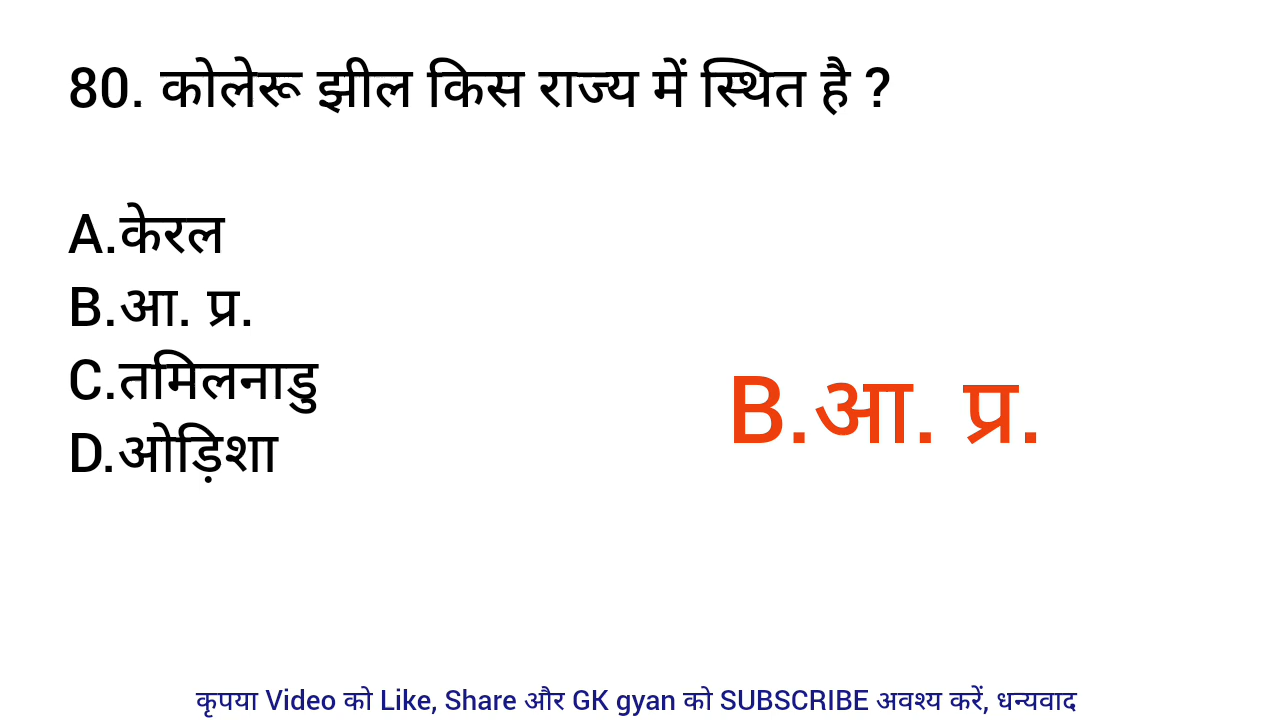 80. कोलेरू झील किस राज्य में स्थित है ?
A.केरल
B.आ. प्र.
C.तमिलनाडु
D.ओड़िशा
B.आ. प्र.
कृपया Video को Like, Share और GK gyan को SUBSCRIBE अवश्य करें, धन्यवाद